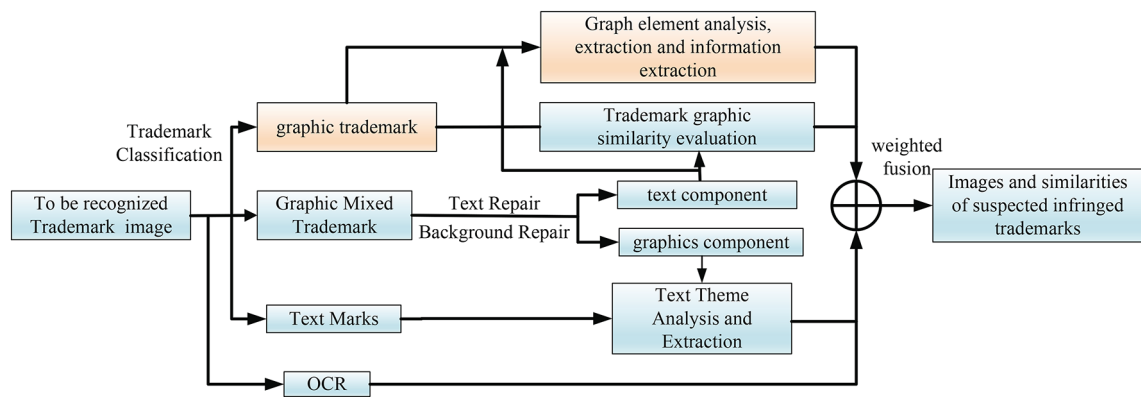 Graph element analysis,
extraction and information
extraction
graphic trademark
Trademark graphic
similarity evaluation
Trademark
Classification
weighted
fusion
To be recognized
Trademark image
Graphic Mixed
Trademark
Text Repair
Background Repair
text component
graphics component
Images and similarities
of suspected infringed
trademarks
Text Marks
Text Theme
Analysis and
Extraction
OCR